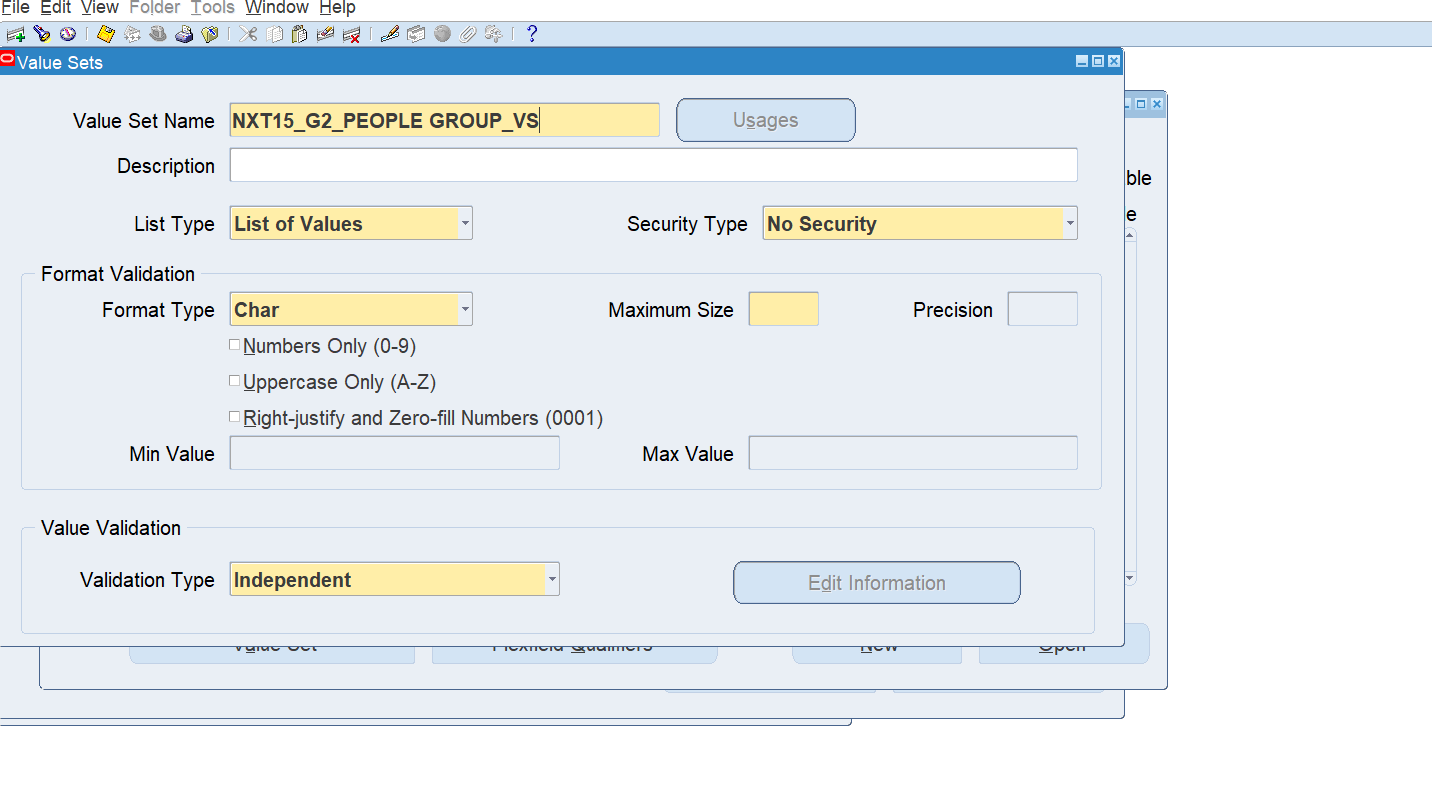 File Edit View Folder Tools Window Help
?
Value Sets
Value Set Name NXT15_G2_PEOPLE GROUP_VS Usages
Description
ble
List Type List of Values Security Type No Security
e
Format Validation
Format Type Char Maximum Size Precision
Numbers Only (0-9)
Uppercase Only (A-Z)
Right-justify and Zero-fill Numbers (0001)
Min Value Max Value
Value Validation
Validation Type Independent Edit Information
Value Set Flexfield Qualifiers New Open